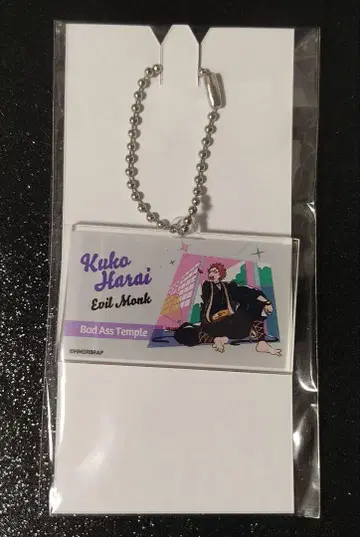 Kuko
Harai
Evil Monk
Bad Ass Temple